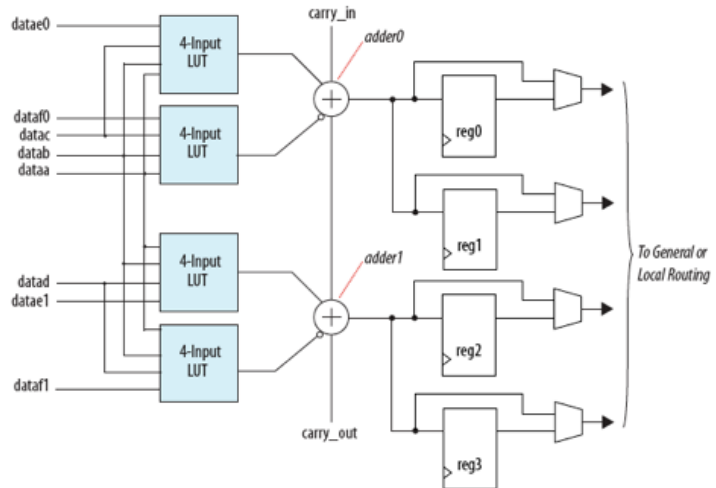 carry_in
datae0
adder0
4-Input
LUT
dataf0
datac
datab
dataa
4-Input
LUT
reg0
reg1
To General or
Local Routing
adder1
4-Input
LUT
datad
datae1
4-Input
LUT
reg2
dataf1
carry_out
reg3